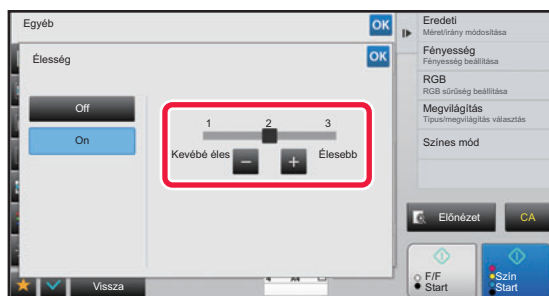 Egyéb
OK
Élesség
OK
Off
On
1 2 3
Kevébé éles
Élesebb
Vissza
Eredeti
Méret/irány módosítása
Fényesség
Fényesség beállítása
RGB
RGB sűrűség beállítása
Megvilágítás
Típus/megvilágítás választás
Színes mód
Előnézet
CA
F/F
Start
Szín
Start